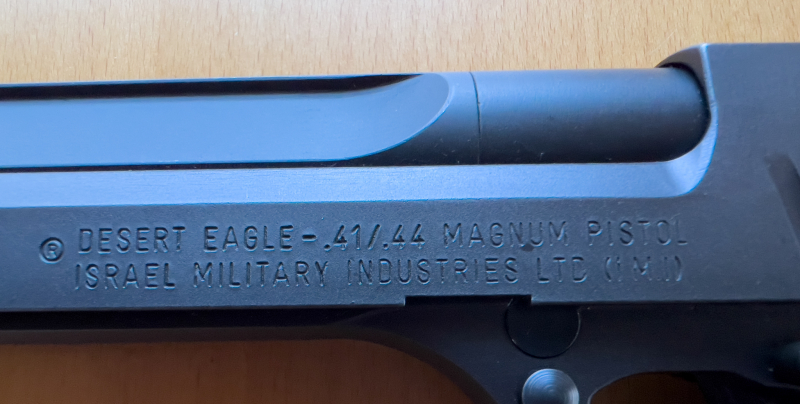 ® DESERT EAGLE-.41/.44 MAGNUM PISTOL
ISRAEL MILITARY INDUSTRIES LTD (I M I)